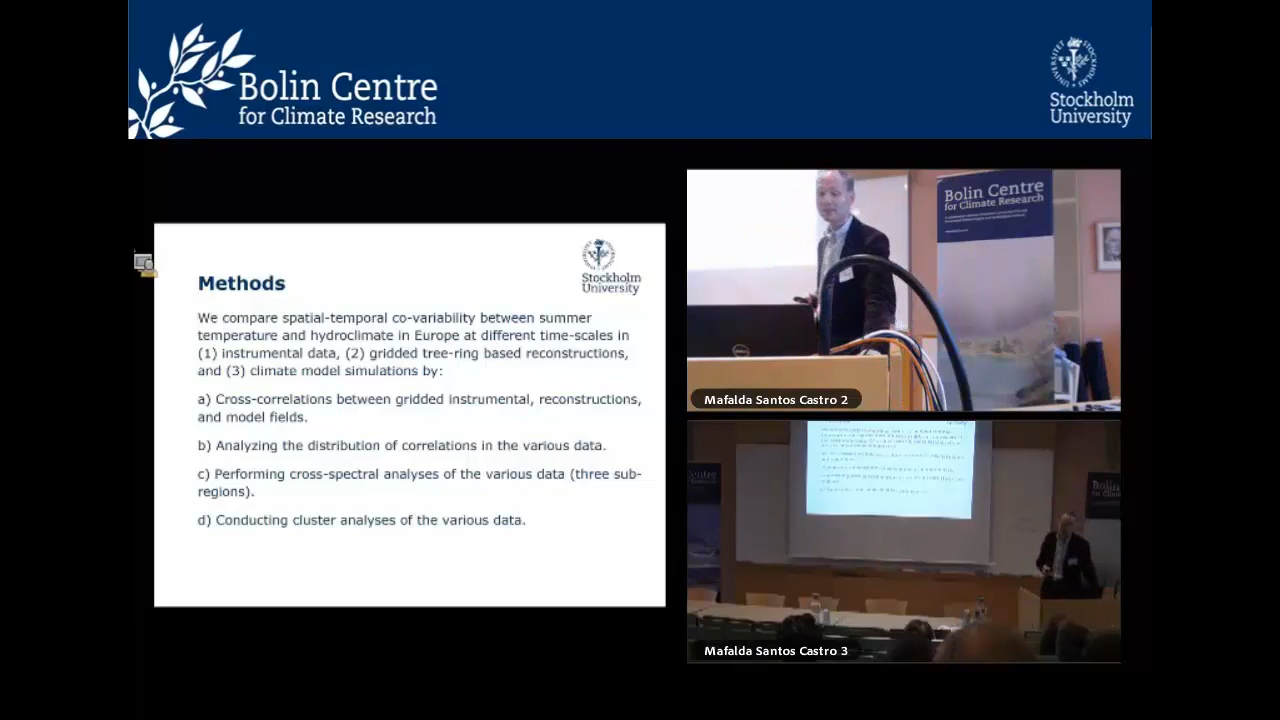 Bolin Centre
for Climate Research
Stockholm
University
Stockholm
University
Methods
We compare spatial-temporal co-variability between summer
temperature and hydroclimate in Europe at different time-scales in
(1) instrumental data, (2) gridded tree-ring based reconstructions,
and (3) climate model simulations by:
a) Cross-correlations between gridded instrumental, reconstructions,
and model fields.
b) Analyzing the distribution of correlations in the various data.
c) Performing cross-spectral analyses of the various data (three sub-
regions).
d) Conducting cluster analyses of the various data.
Bolin Centre
for Climate Research
DELL
Mafalda Santos Castro 2
Mafalda Santos Castro 3